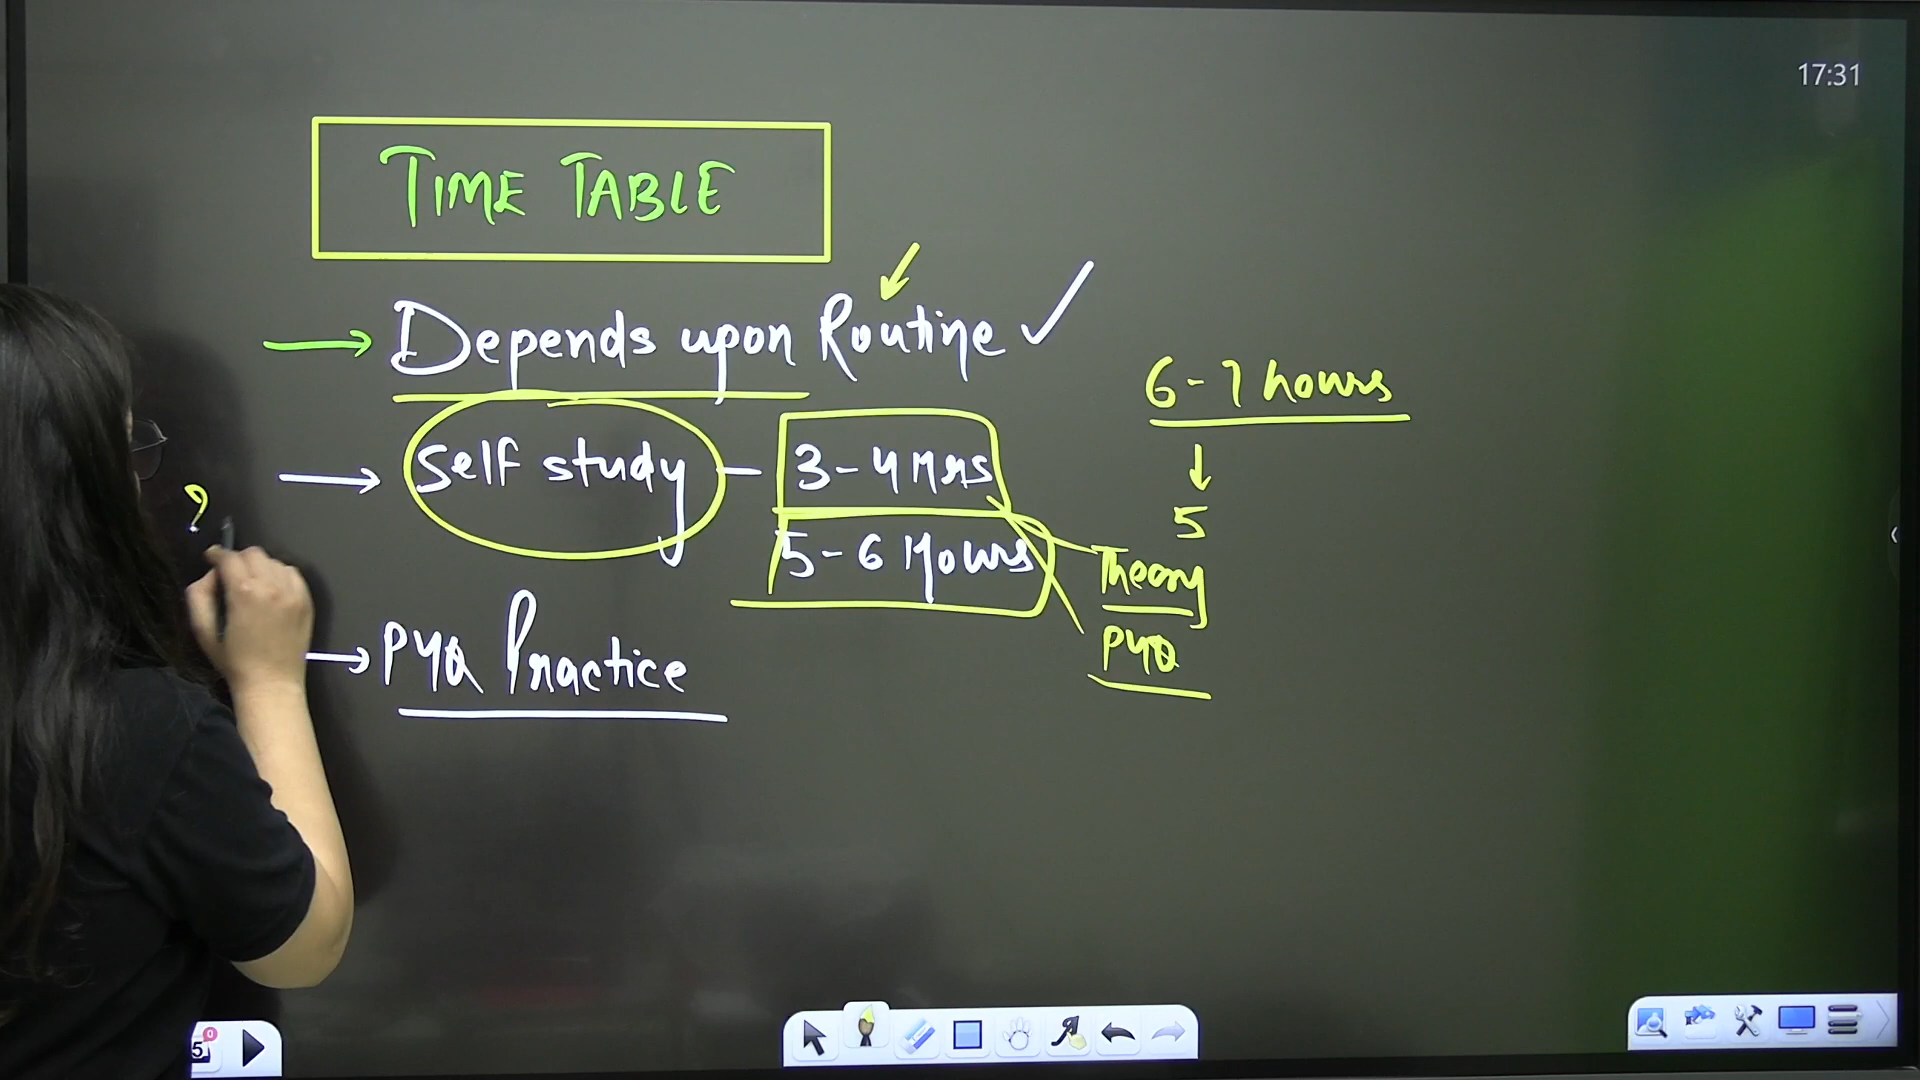 17:31
TIME TABLE
Depends upon Routine
6-7 hours
Self study - 3-4 Hrs
5
?
5-6 Hours
Theory
PYQ Practice
PYQ